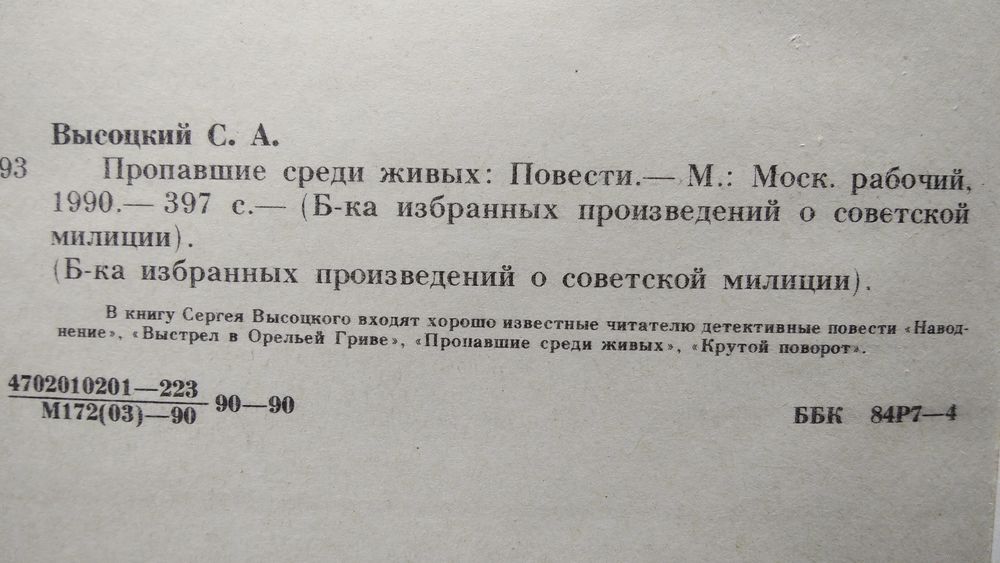 Высоцкий С. А.
93 Пропавшие среди живых: Повести.— М.: Моск. рабочий,
1990.— 397 с.— (Б-ка избранных произведений о советской
милиции).
(Б-ка избранных произведений о советской милиции).
В книгу Сергея Высоцкого входят хорошо известные читателю детективные повести «Навод-
нение», «Выстрел в Орельей Гриве», «Пропавшие среди живых», «Крутой поворот».
4702010201—223
М172(03)—90
90—90
ББК 84Р7—4